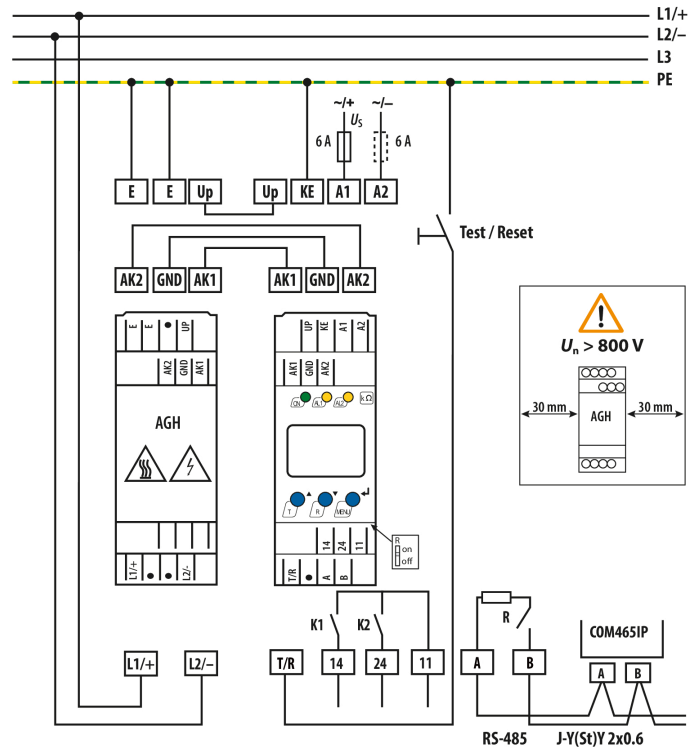 L1/+
L2/–
L3
PE
~/+ ~/–
US
6 A 6 A
E E Up Up KE A1 A2
Test / Reset
AK2 GND AK1 AK1 GND AK2
E E UP
UP KE A1 A2
AK2 GND AK1
AK1 GND AK2
ON AL1 AL2 kΩ
AGH
T R MENU
R
on
off
14 24 11
L1/+ L2/-
T/R A B
Un > 800 V
30 mm AGH 30 mm
K1 K2
R
COM465IP
L1/+ L2/– T/R 14 24 11 A B
A B
RS-485 J-Y(St)Y 2x0.6